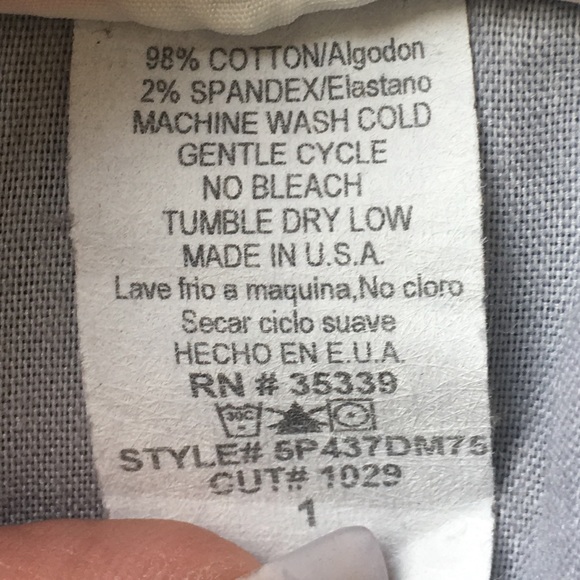 98% COTTON/Algodon
2% SPANDEX/Elastano
MACHINE WASH COLD
GENTLE CYCLE
NO BLEACH
TUMBLE DRY LOW
MADE IN U.S.A.
Lave frio a maquina,No cloro
Secar ciclo suave
HECHO EN E.U.A.
RN # 35339
30C
STYLE# 5P437DM75
CUT# 1029
1